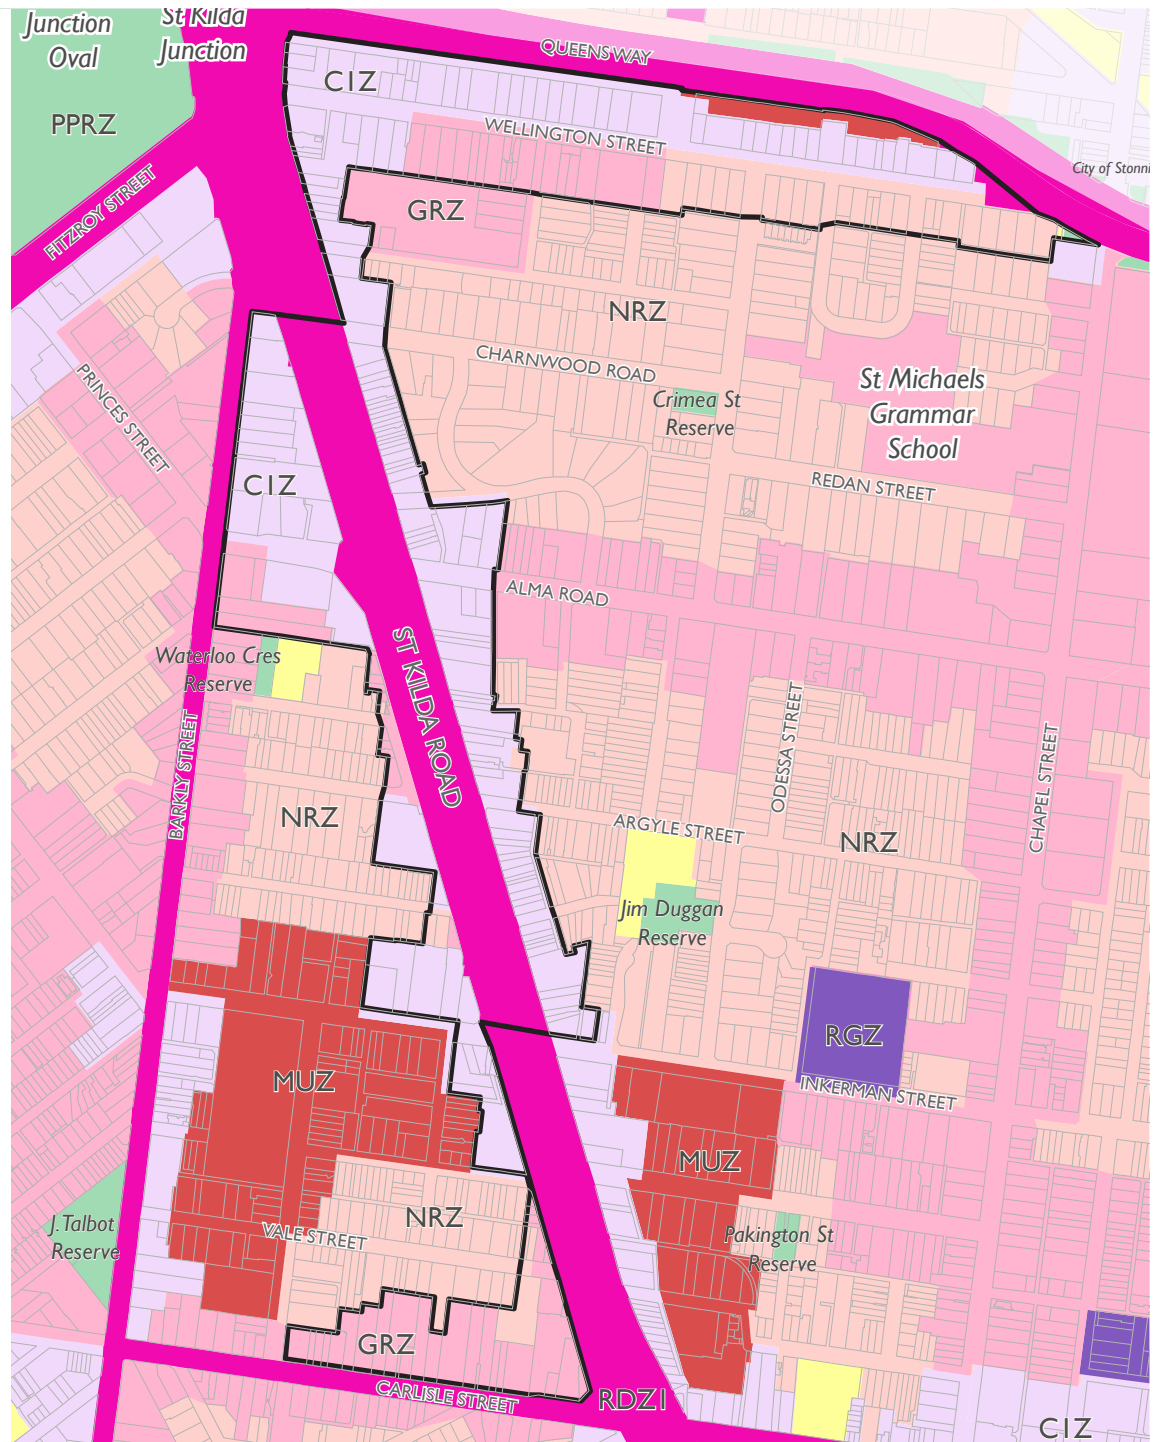 Junction
Oval
St Kilda
Junction
QUEENS WAY
C1Z
PPRZ
WELLINGTON STREET
City of Stonni
FITZROY STREET
GRZ
NRZ
CHARNWOOD ROAD
PRINCES STREET
Crimea St
Reserve
St Michaels
Grammar
School
C1Z
REDAN STREET
ALMA ROAD
Waterloo Cres
Reserve
ST KILDA ROAD
ODESSA STREET
BARKLY STREET
CHAPEL STREET
NRZ
ARGYLE STREET
NRZ
Jim Duggan
Reserve
RGZ
MUZ
INKERMAN STREET
MUZ
J.Talbot
Reserve
NRZ
VALE STREET
Pakington St
Reserve
GRZ
CARLISLE STREET
RDZ1
C1Z